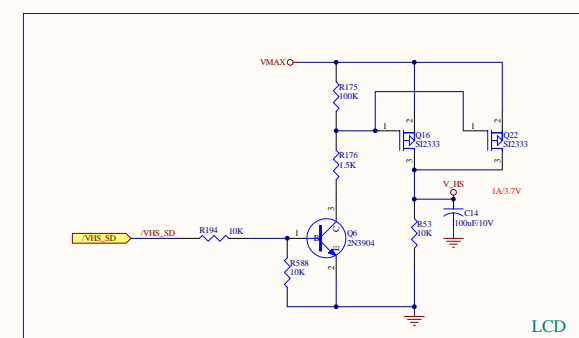 VMAX
R175
100K
2
2
1
Q16
SI2333
1
Q22
SI2333
R176
1.5K
3
3
V_HS
1A/3.7V
C14
100uF/10V
3
C
/VHS_SD
/VHS_SD
R194
10K
1
B
Q6
2N3904
R53
10K
E
2
R588
10K
LCD